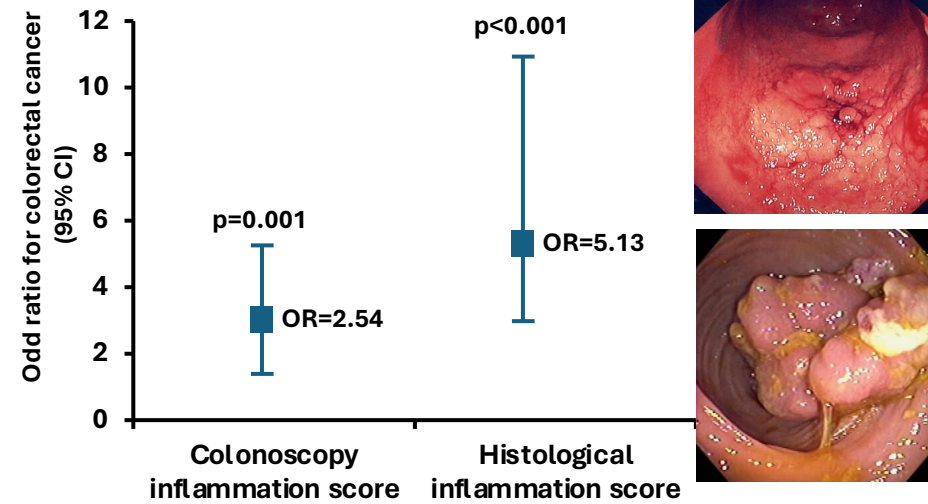 Odd ratio for colorectal cancer
(95% CI)
12
10
8
6
4
2
0
p=0.001
OR=2.54
p<0.001
OR=5.13
Colonoscopy
inflammation score
Histological
inflammation score